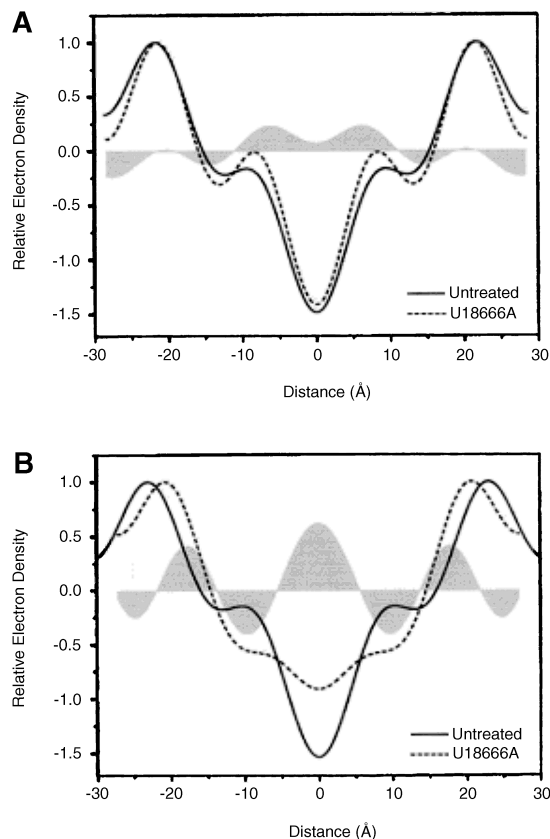 A
Relative Electron Density
1.0
0.5
0.0
-0.5
-1.0
-1.5
Untreated
U18666A
-30 -20 -10 0 10 20 30
Distance (Å)
B
Relative Electron Density
1.0
0.5
0.0
-0.5
-1.0
-1.5
Untreated
U18666A
-30 -20 -10 0 10 20 30
Distance (Å)